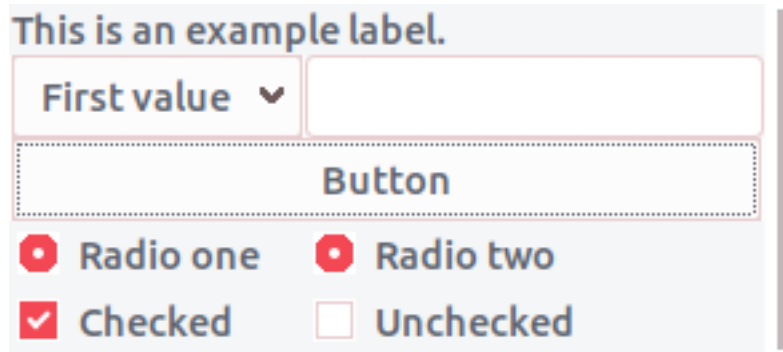 This is an example label.
First value
Button
Radio one Radio two
Checked Unchecked